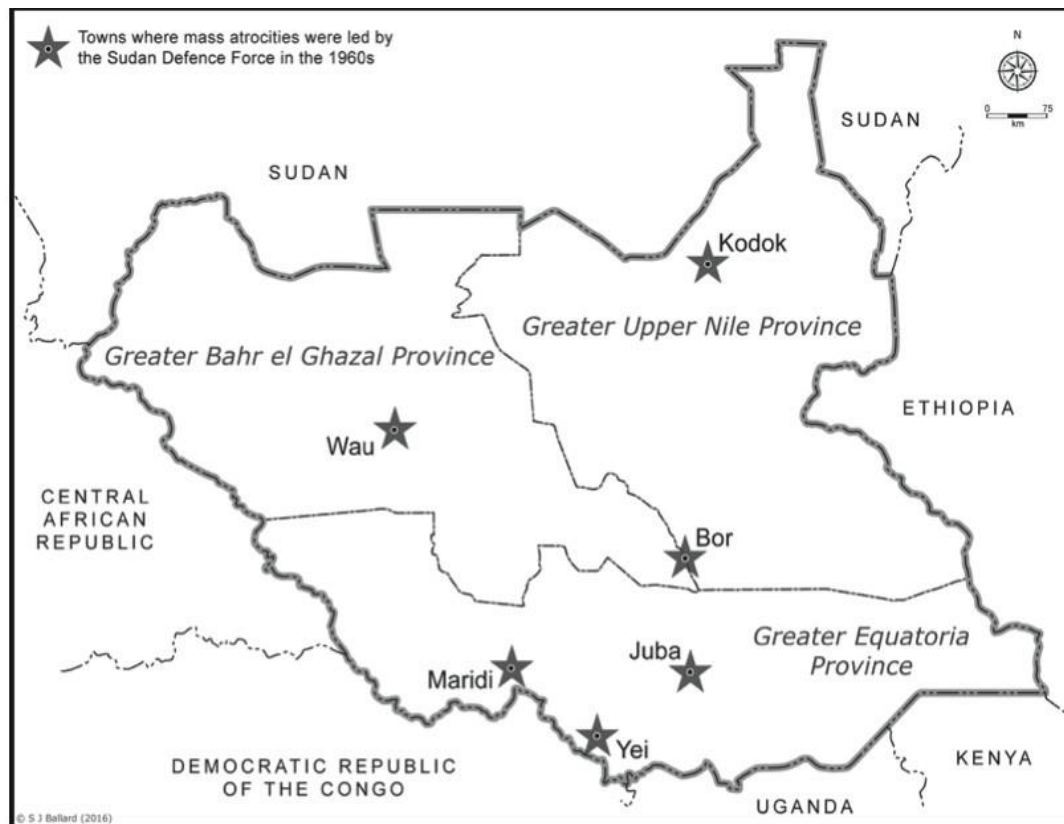 Towns where mass atrocities were led by
the Sudan Defence Force in the 1960s
N
0 75
km
SUDAN
SUDAN
Kodok
Greater Upper Nile Province
Greater Bahr el Ghazal Province
ETHIOPIA
Wau
CENTRAL
AFRICAN
REPUBLIC
Bor
Greater Equatoria
Province
Juba
Maridi
Yei
KENYA
DEMOCRATIC REPUBLIC
OF THE CONGO
UGANDA
© S J Ballard (2016)